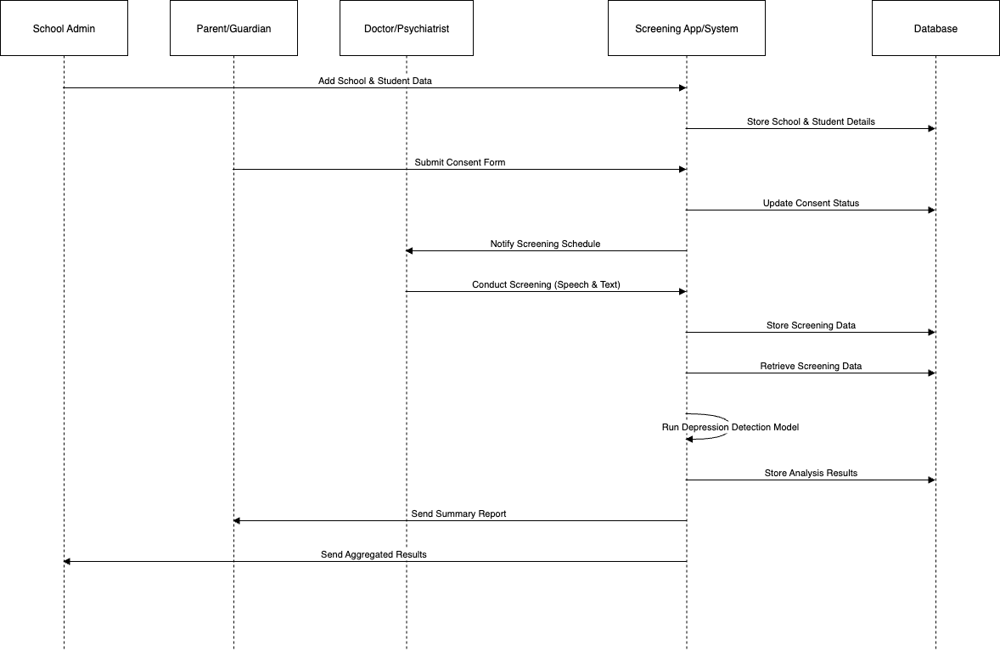 School Admin
Parent/Guardian
Doctor/Psychiatrist
Screening App/System
Database
Add School & Student Data
Store School & Student Details
Submit Consent Form
Update Consent Status
Notify Screening Schedule
Conduct Screening (Speech & Text)
Store Screening Data
Retrieve Screening Data
Run Depression Detection Model
Store Analysis Results
Send Summary Report
Send Aggregated Results